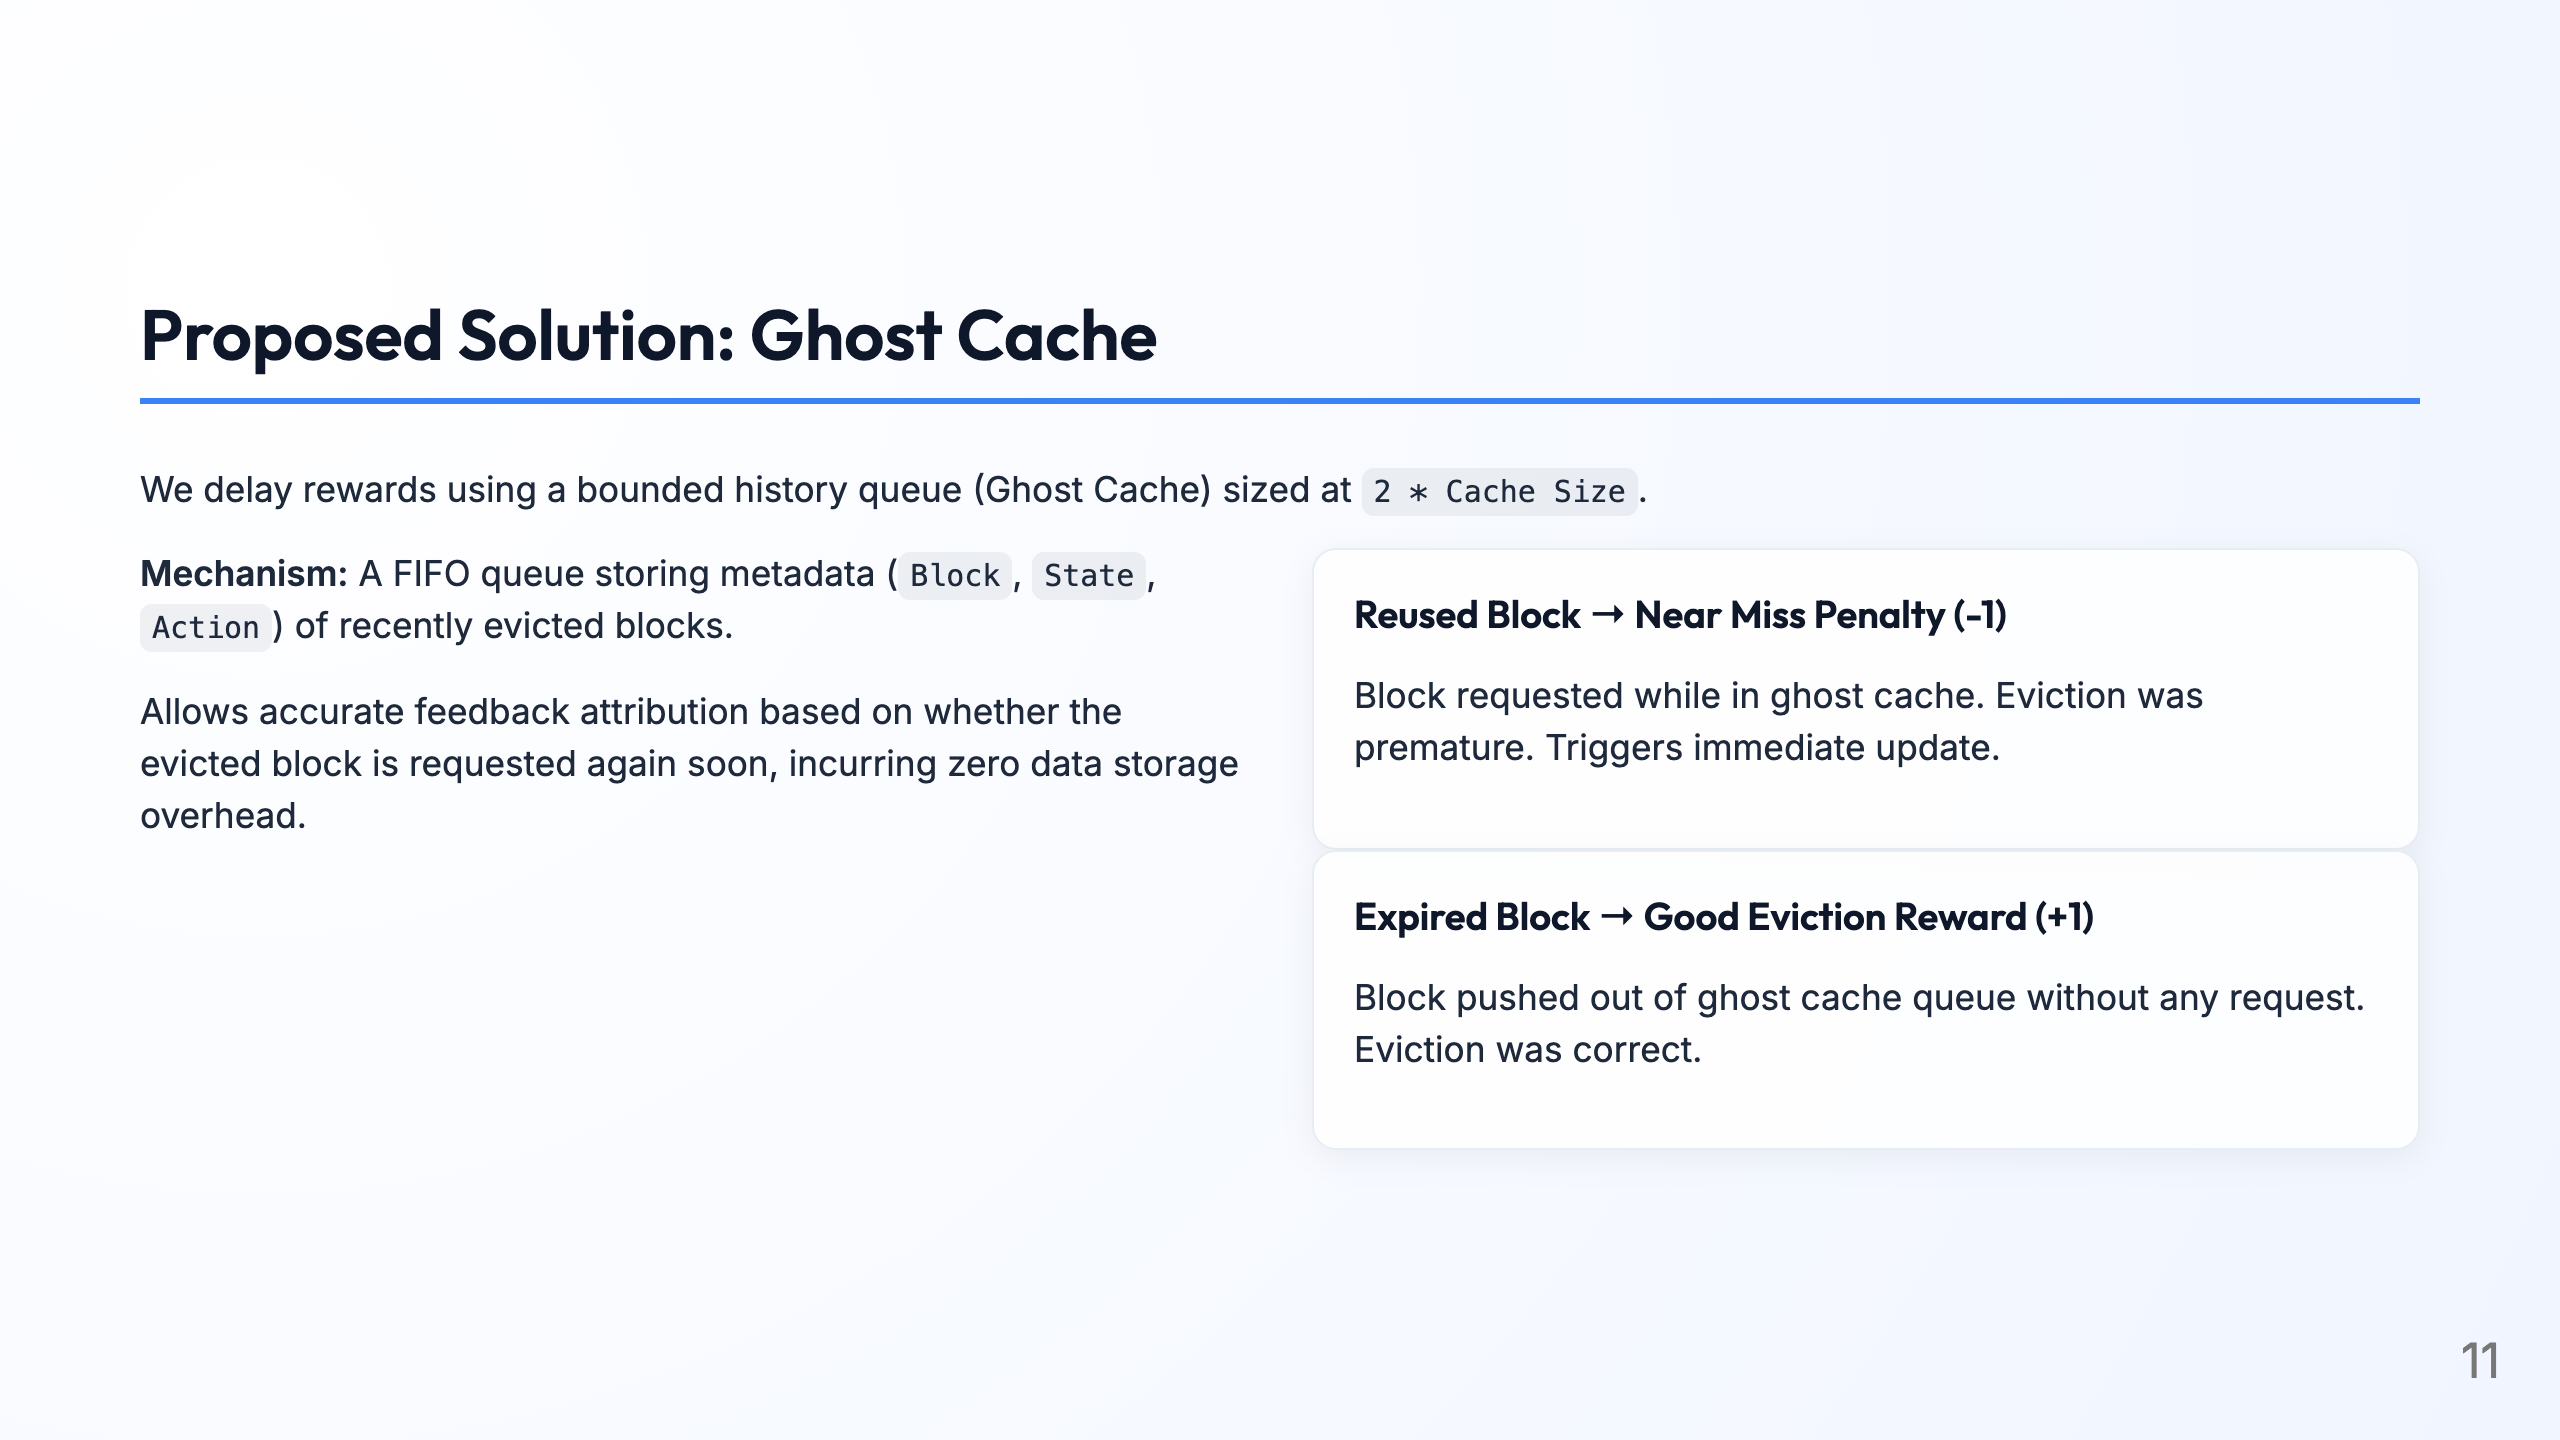 Proposed Solution: Ghost Cache
We delay rewards using a bounded history queue (Ghost Cache) sized at 2 * Cache Size.
Mechanism: A FIFO queue storing metadata (Block, State,
Action) of recently evicted blocks.
Allows accurate feedback attribution based on whether the
evicted block is requested again soon, incurring zero data storage
overhead.
Reused Block → Near Miss Penalty (-1)
Block requested while in ghost cache. Eviction was
premature. Triggers immediate update.
Expired Block → Good Eviction Reward (+1)
Block pushed out of ghost cache queue without any request.
Eviction was correct.
11